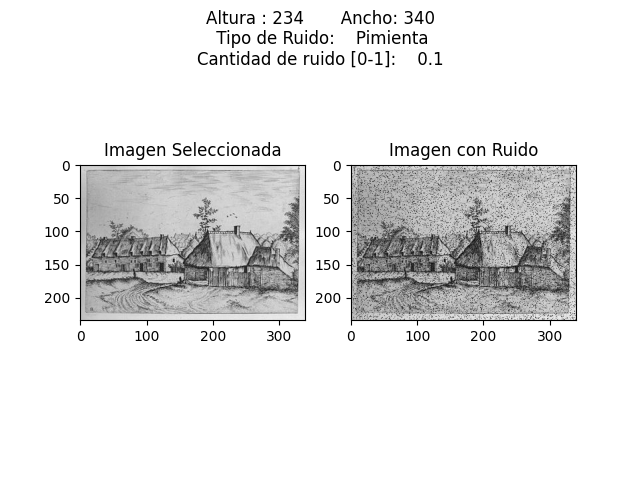 Altura : 234 Ancho: 340
Tipo de Ruido: Pimienta
Cantidad de ruido [0-1]: 0.1
Imagen Seleccionada
0
50
100
150
200
0 100 200 300
Imagen con Ruido
0
50
100
150
200
0 100 200 300